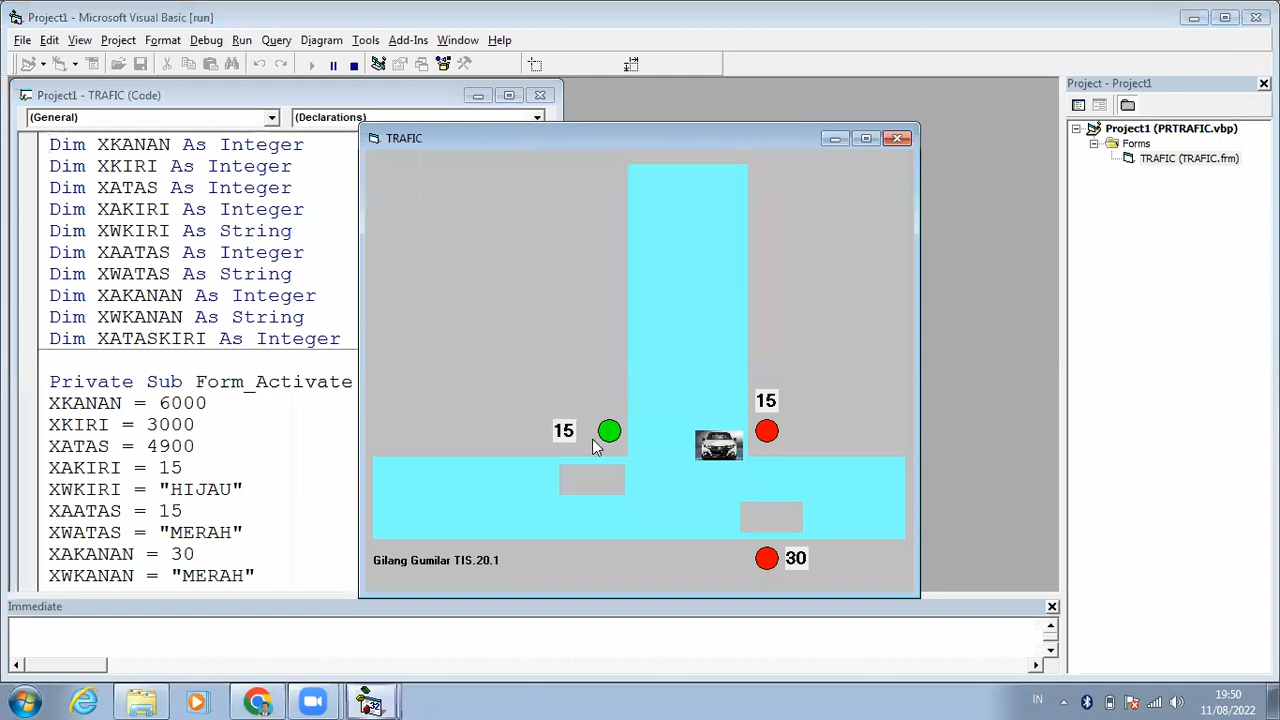 Project1 - Microsoft Visual Basic [run]
File Edit View Project Format Debug Run Query Diagram Tools Add-Ins Window Help
Project1 - TRAFIC (Code)
(General) (Declarations)
Dim XKANAN As Integer
Dim XKIRI As Integer
Dim XATAS As Integer
Dim XAKIRI As Integer
Dim XWKIRI As String
Dim XAATAS As Integer
Dim XWATAS As String
Dim XAKANAN As Integer
Dim XWKANAN As String
Dim XATASKIRI As Integer
Private Sub Form_Activate
XKANAN = 6000
XKIRI = 3000
XATAS = 4900
XAKIRI = 15
XWKIRI = "HIJAU"
XAATAS = 15
XWATAS = "MERAH"
XAKANAN = 30
XWKANAN = "MERAH"
TRAFIC
15
15
30
Gilang Gumilar TIS.20.1
Project - Project1
Project1 (PRTRAFIC.vbp)
Forms
TRAFIC (TRAFIC.frm)
Immediate
32
IN
19:50
11/08/2022